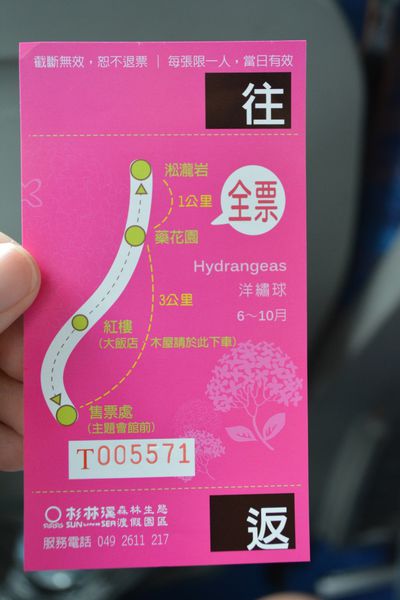 截斷無效，恕不退票｜每張限一人，當日有效
往
淞瀧岩
1公里
全票
藥花園
Hydrangeas
3公里
洋繡球
6～10月
紅樓
(大飯店、木屋請於此下車)
售票處
(主題會館前)
T005571
杉林溪 森林生態
SUN LINK SEA 渡假園區
返
服務電話 049 2611 217